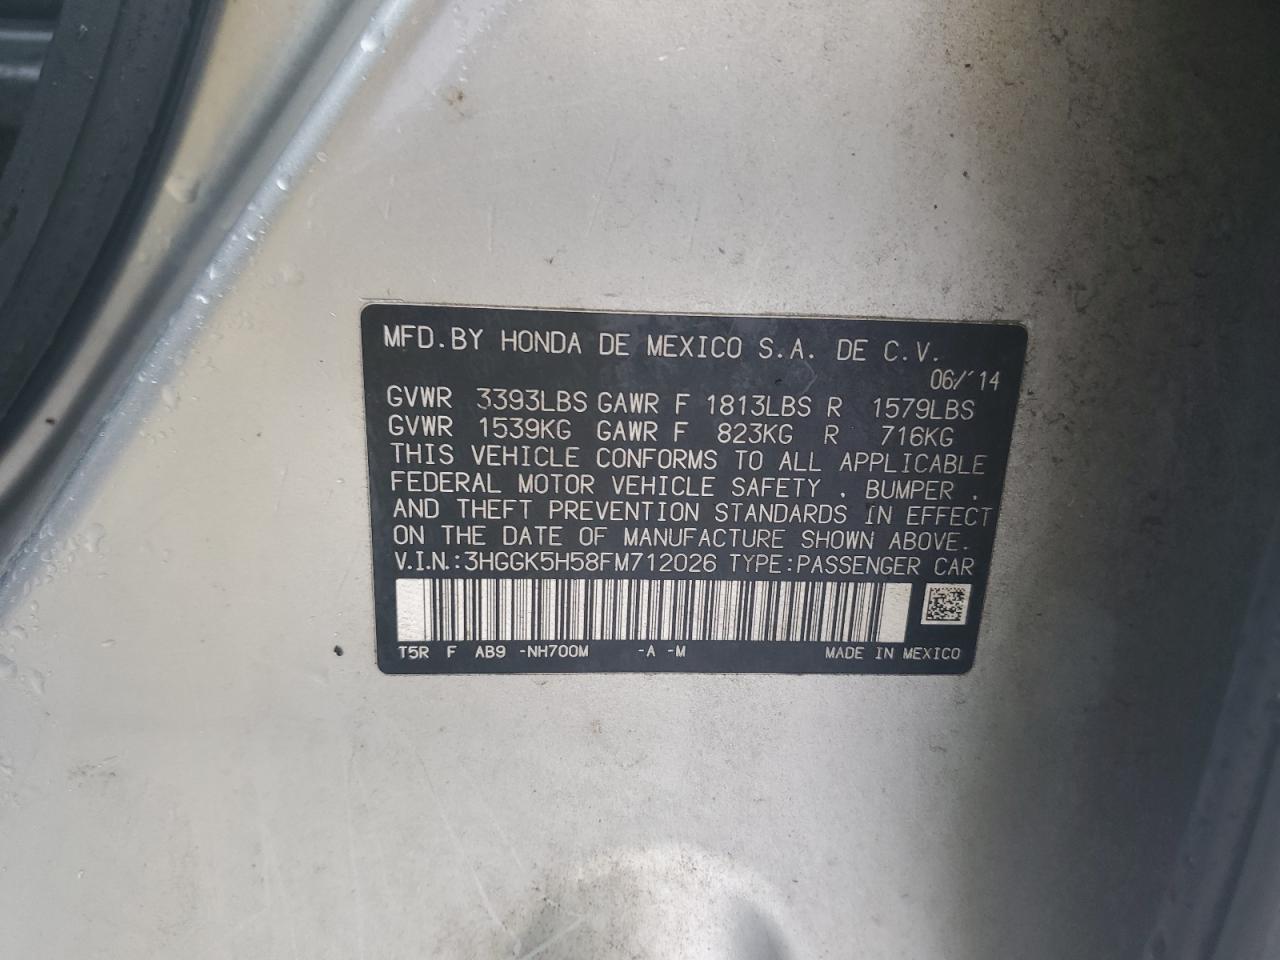 MFD.BY HONDA DE MEXICO S.A. DE C.V.
06/'14
GVWR 3393LBS GAWR F 1813LBS R 1579LBS
GVWR 1539KG GAWR F 823KG R 716KG
THIS VEHICLE CONFORMS TO ALL APPLICABLE
FEDERAL MOTOR VEHICLE SAFETY , BUMPER ,
AND THEFT PREVENTION STANDARDS IN EFFECT
ON THE DATE OF MANUFACTURE SHOWN ABOVE.
V.I.N.:3HGGK5H58FM712026 TYPE:PASSENGER CAR
T5R F AB9 -NH700M -A -M MADE IN MEXICO